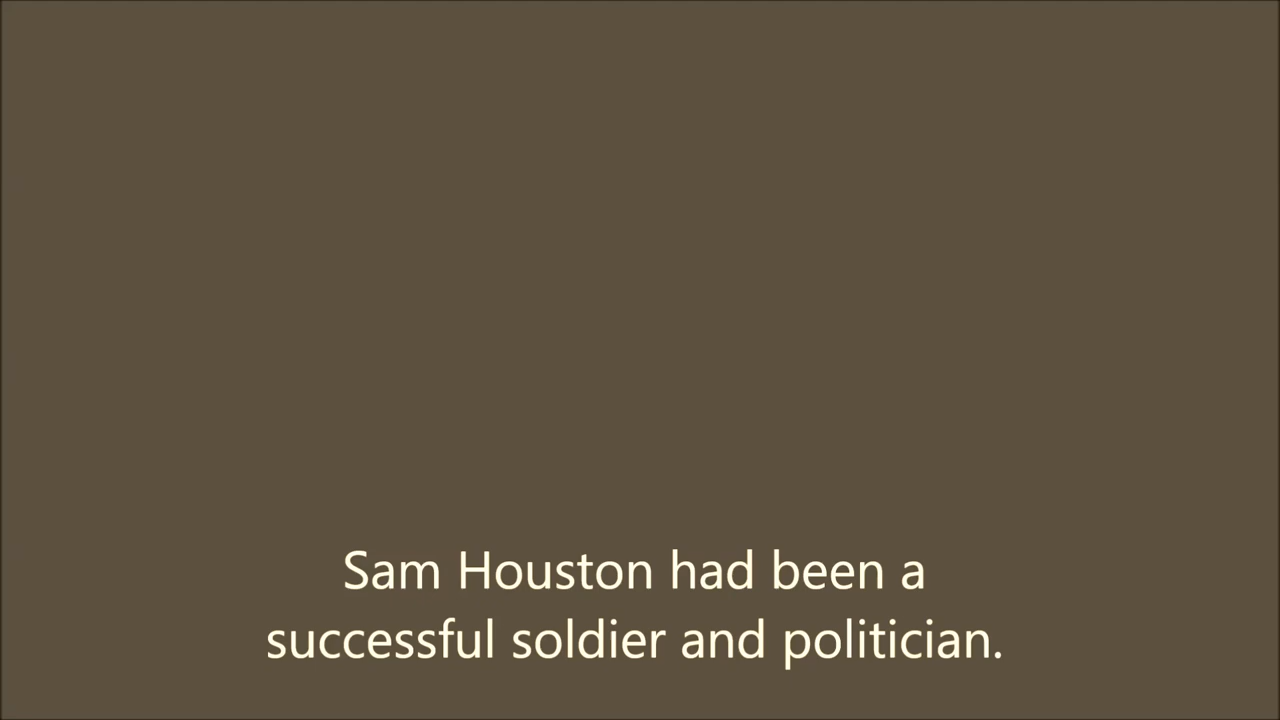 Sam Houston had been a
successful soldier and politician.